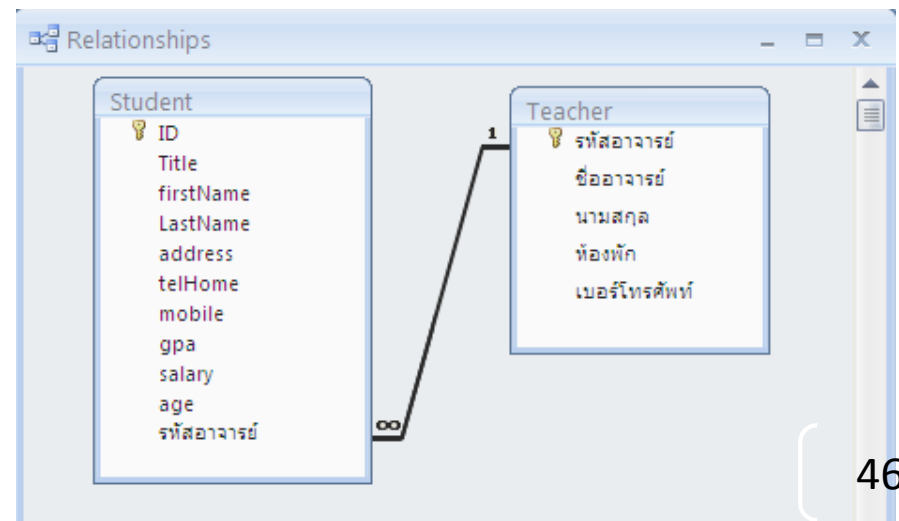 Relationships
Student
ID
Title
firstName
LastName
address
telHome
mobile
gpa
salary
age
รหัสอาจารย์
∞
1
Teacher
รหัสอาจารย์
ชื่ออาจารย์
นามสกุล
ห้องพัก
เบอร์โทรศัพท์
46